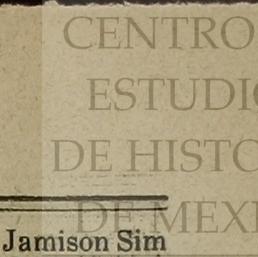 CENTRO
ESTUDIO
DE HISTO
DE MEXI
Jamison Sim